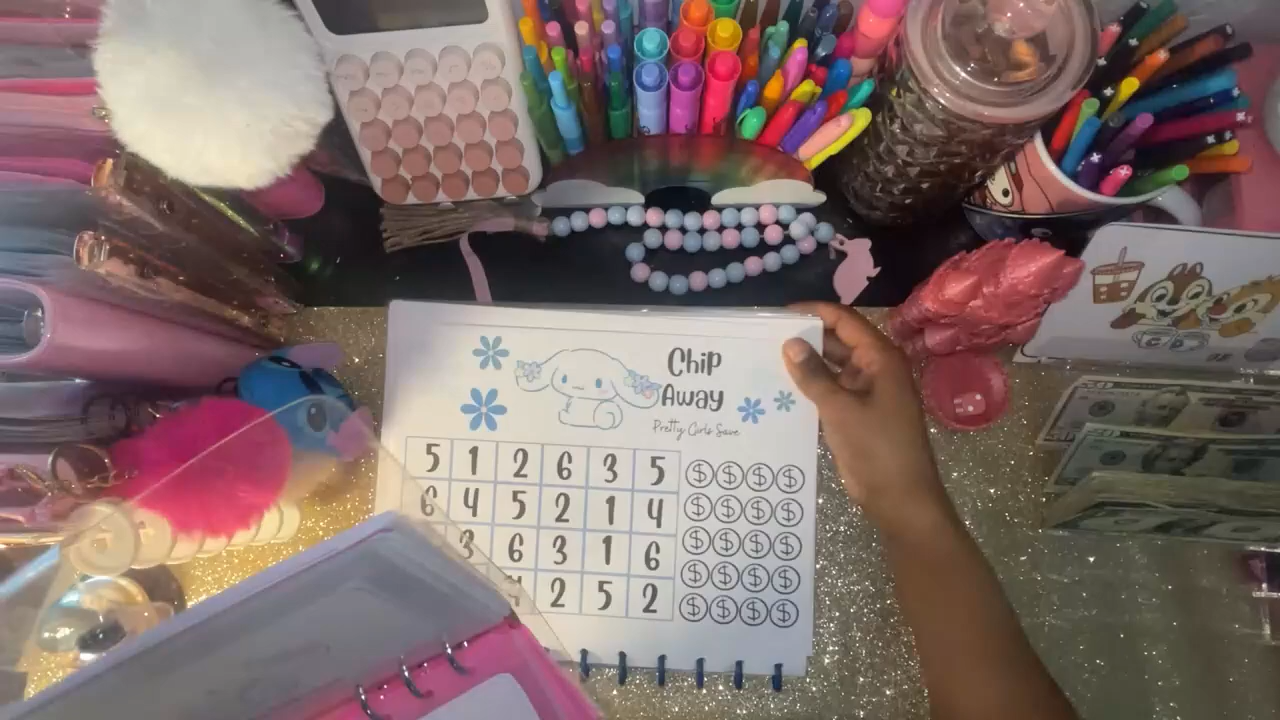 Chip
Away
Pretty Girls Save
5 1 2 6 3 5
$ $ $ $
6 4 5 2 1 4
$ $ $ $
3 6 3 1 6
$ $ $ $
4 2 5 2
$ $ $ $
$ $ $ $